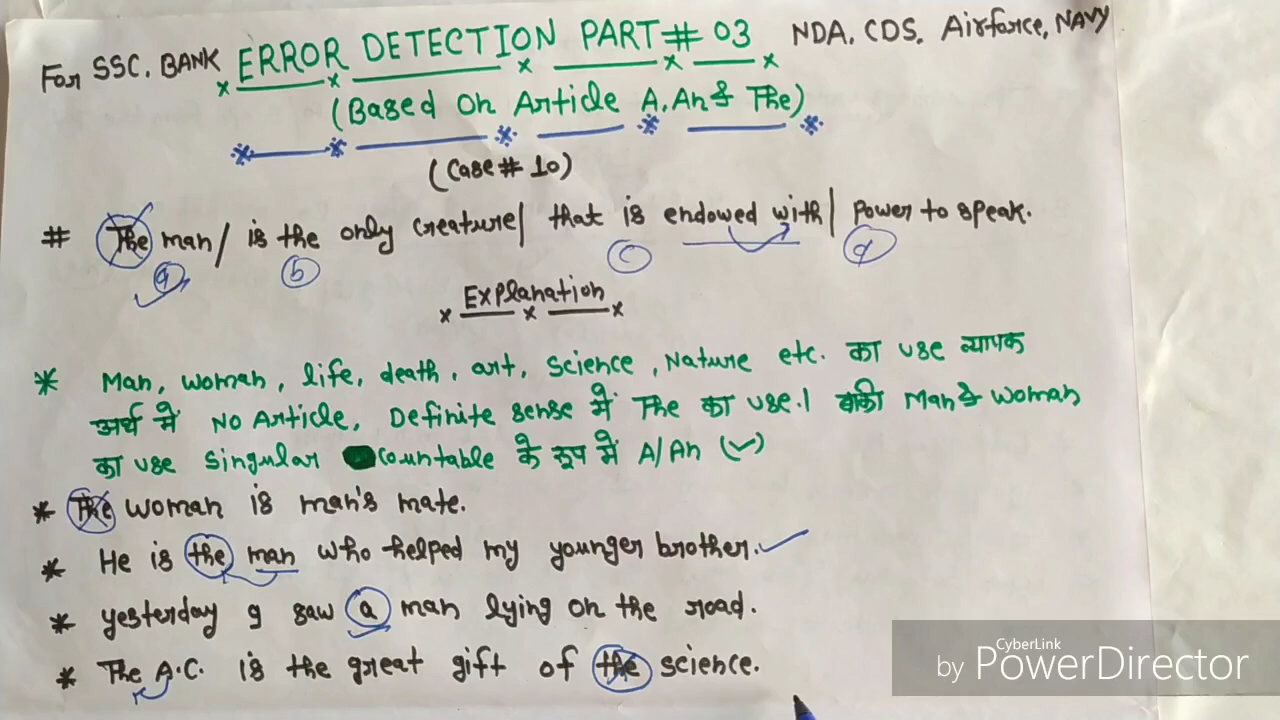 For SSC, BANK ERROR DETECTION PART # 03 NDA, CDS, Airforce, NAVY
(Based On Article A, An & The)
(Case # 10)
# The man / is the only creature / that is endowed with / power to speak.
a b c d
Explanation
* Man, woman, life, death, art, science, Nature etc. का use व्यापक
अर्थ में No Article, Definite sense में The का use. । बाकी Man & woman
का use singular countable के रूप में A/An (✓)
* The woman is man's mate.
* He is the man who helped my younger brother. ✓
* yesterday I saw a man lying on the road.
* The A.C. is the great gift of the science.
CyberLink
by PowerDirector